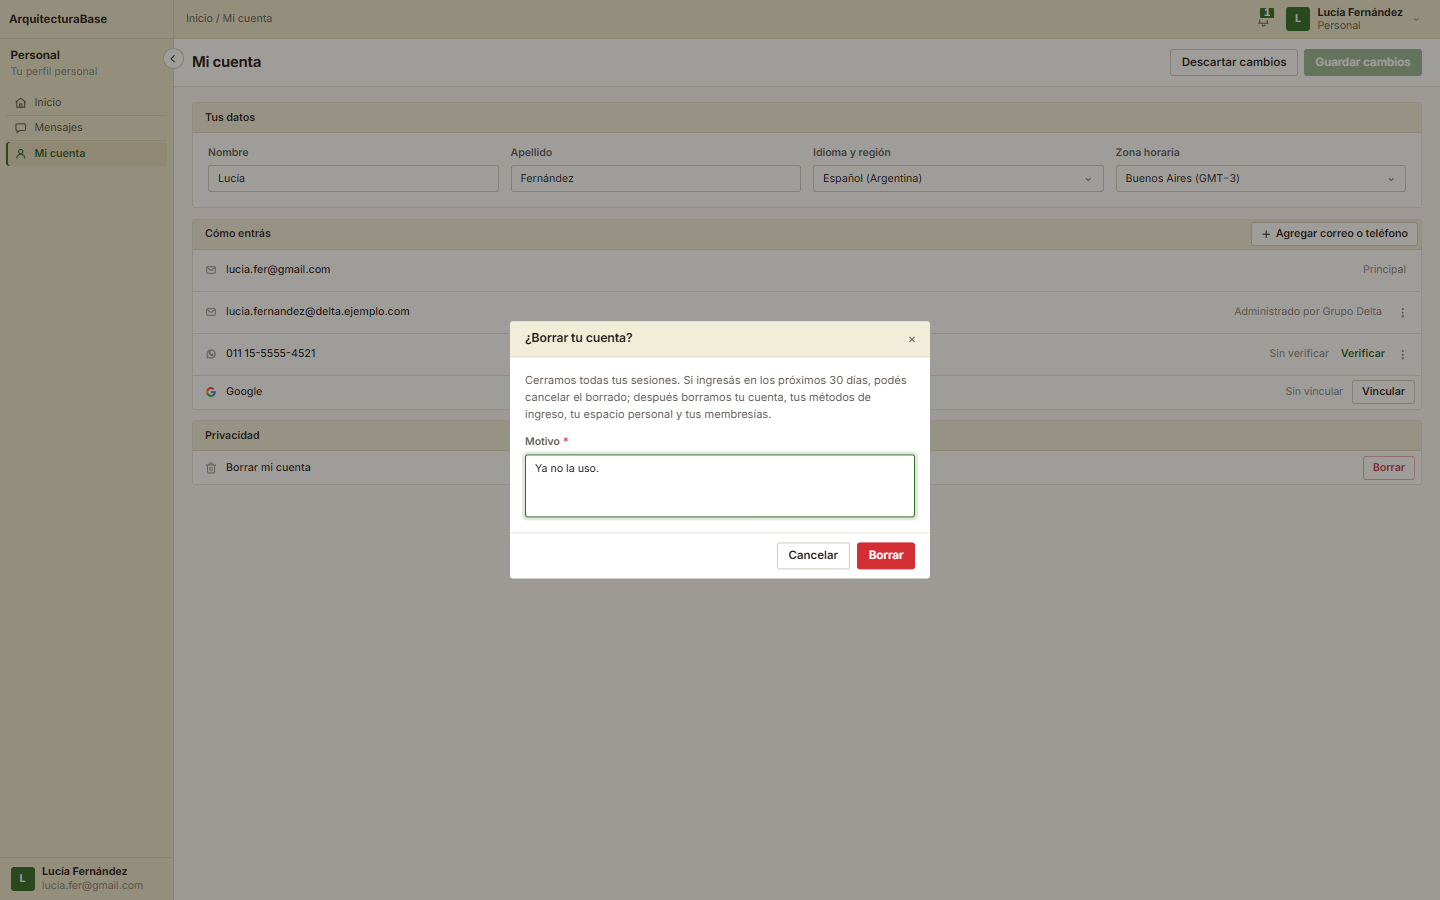 ArquitecturaBase
Inicio / Mi cuenta
1
L
Lucía Fernández
Personal
Personal
Tu perfil personal
Inicio
Mensajes
Mi cuenta
Mi cuenta
Descartar cambios
Guardar cambios
Tus datos
Nombre
Apellido
Idioma y región
Zona horaria
Lucía
Fernández
Español (Argentina)
Buenos Aires (GMT-3)
Cómo entrás
+ Agregar correo o teléfono
lucia.fer@gmail.com
Principal
lucia.fernandez@delta.ejemplo.com
Administrado por Grupo Delta
011 15-5555-4521
Sin verificar
Verificar
Google
Sin vincular
Vincular
Privacidad
Borrar mi cuenta
Borrar
¿Borrar tu cuenta?
×
Cerramos todas tus sesiones. Si ingresás en los próximos 30 días, podés
cancelar el borrado; después borramos tu cuenta, tus métodos de
ingreso, tu espacio personal y tus membresías.
Motivo *
Ya no la uso.
Cancelar
Borrar
L
Lucía Fernández
lucia.fer@gmail.com